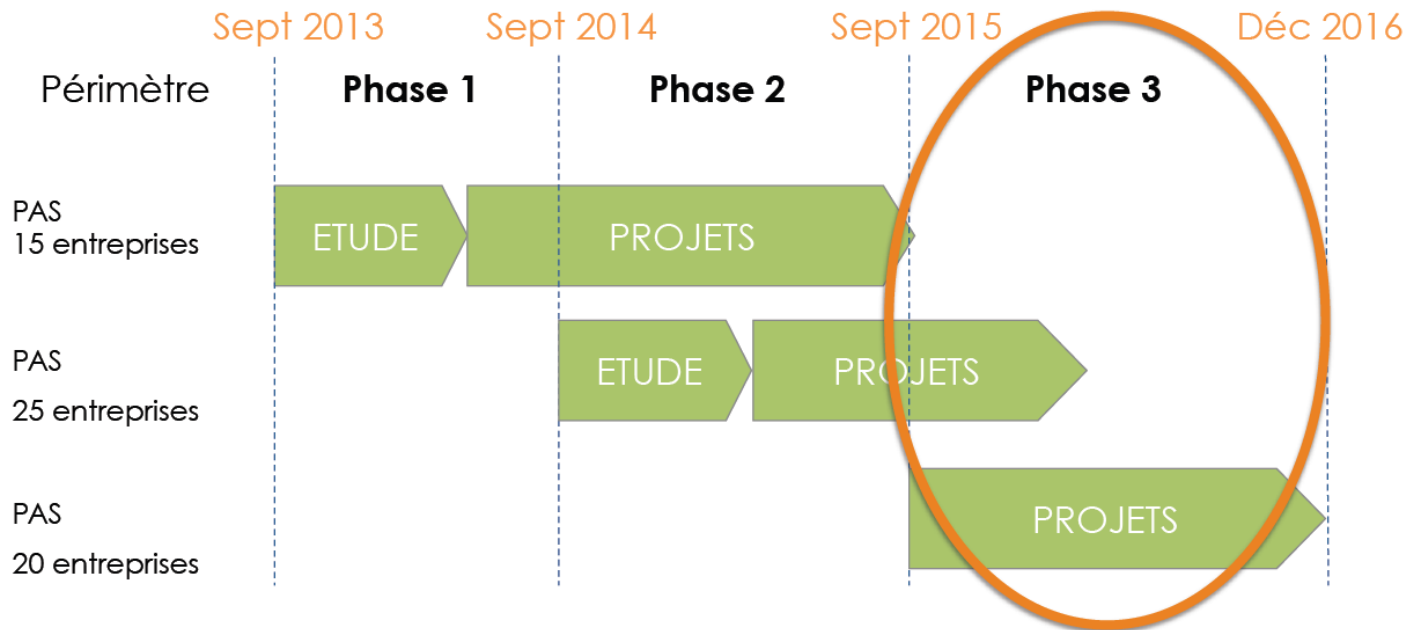 Sept 2013 Sept 2014 Sept 2015 Déc 2016
Périmètre Phase 1 Phase 2 Phase 3
PAS
15 entreprises
ETUDE PROJETS
PAS
25 entreprises
ETUDE PROJETS
PAS
20 entreprises
PROJETS